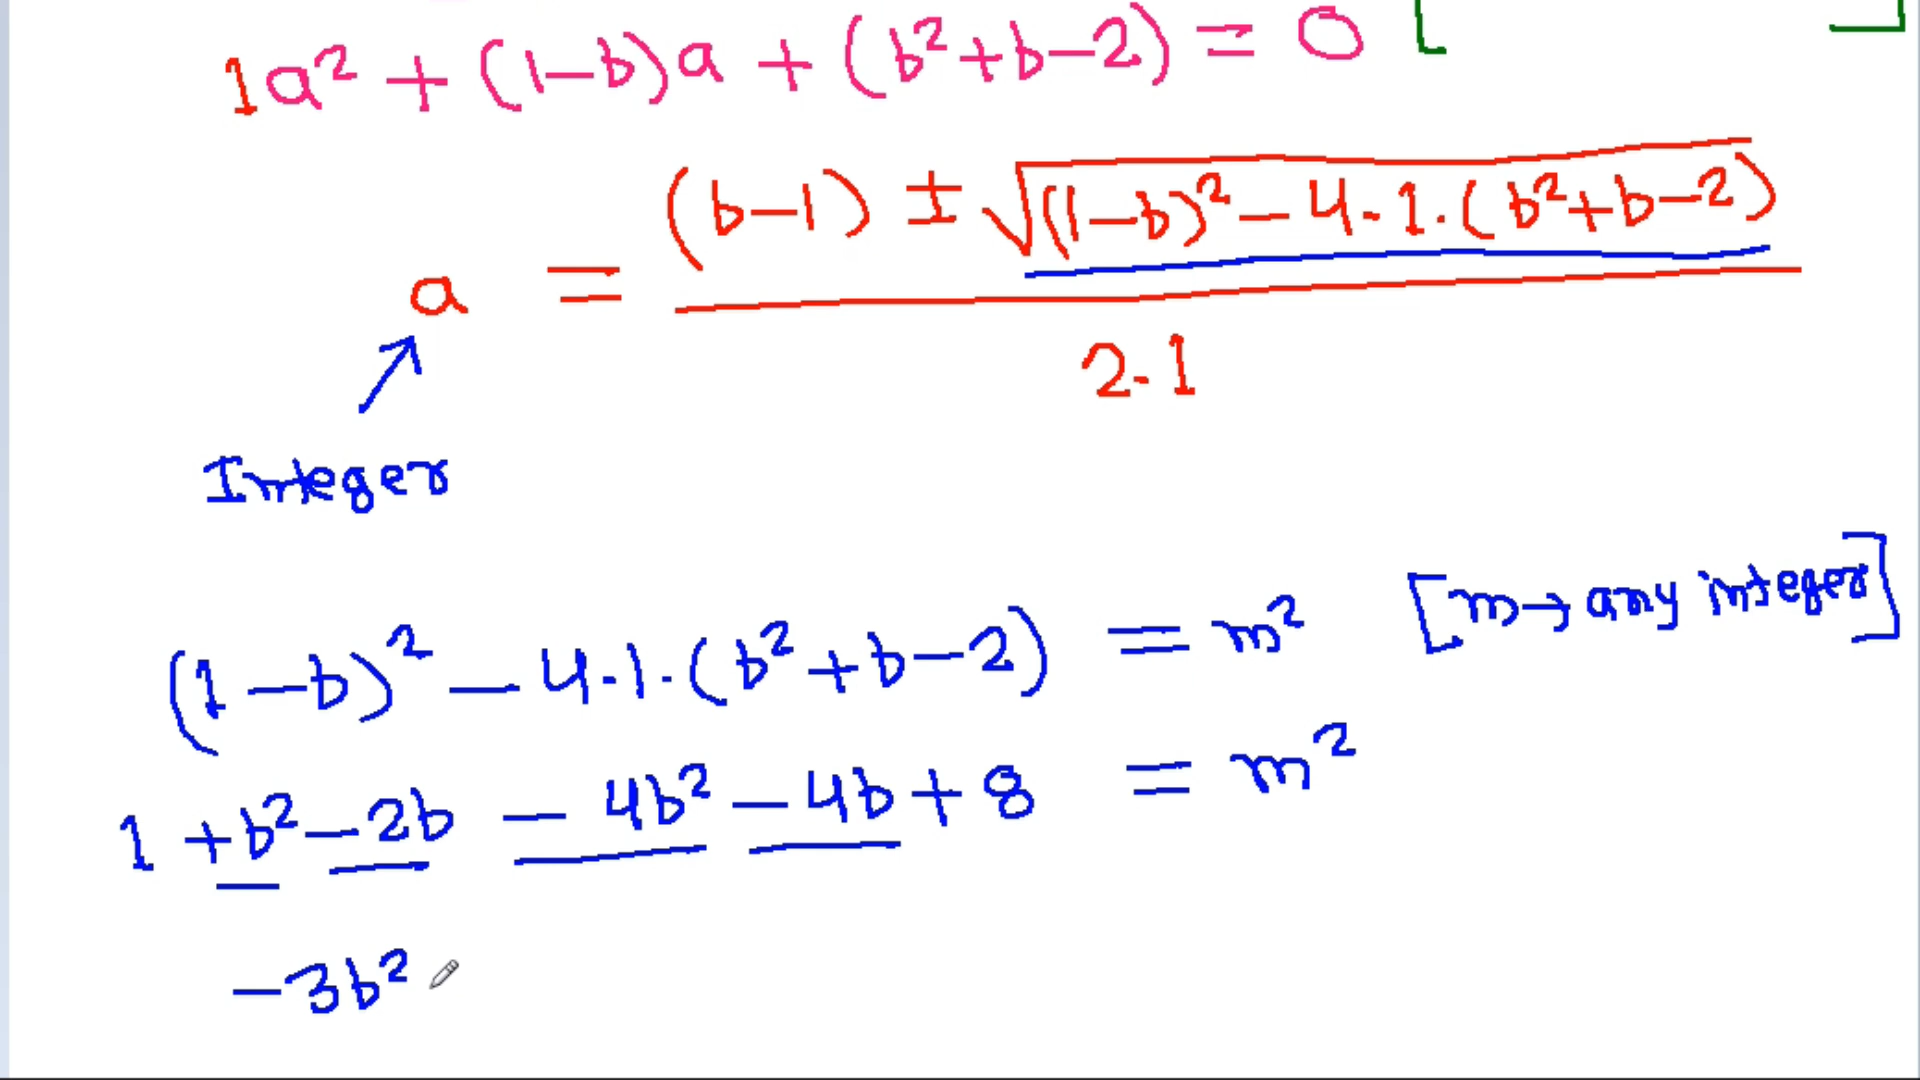 1a² + (1-b)a + (b²+b-2) = 0 [ ]
a = ((b-1) ± √((1-b)² - 4·1·(b²+b-2))) / 2·1
Integer
(1-b)² - 4·1·(b²+b-2) = m² [m→ any integer]
1 + b² - 2b - 4b² - 4b + 8 = m²
-3b²